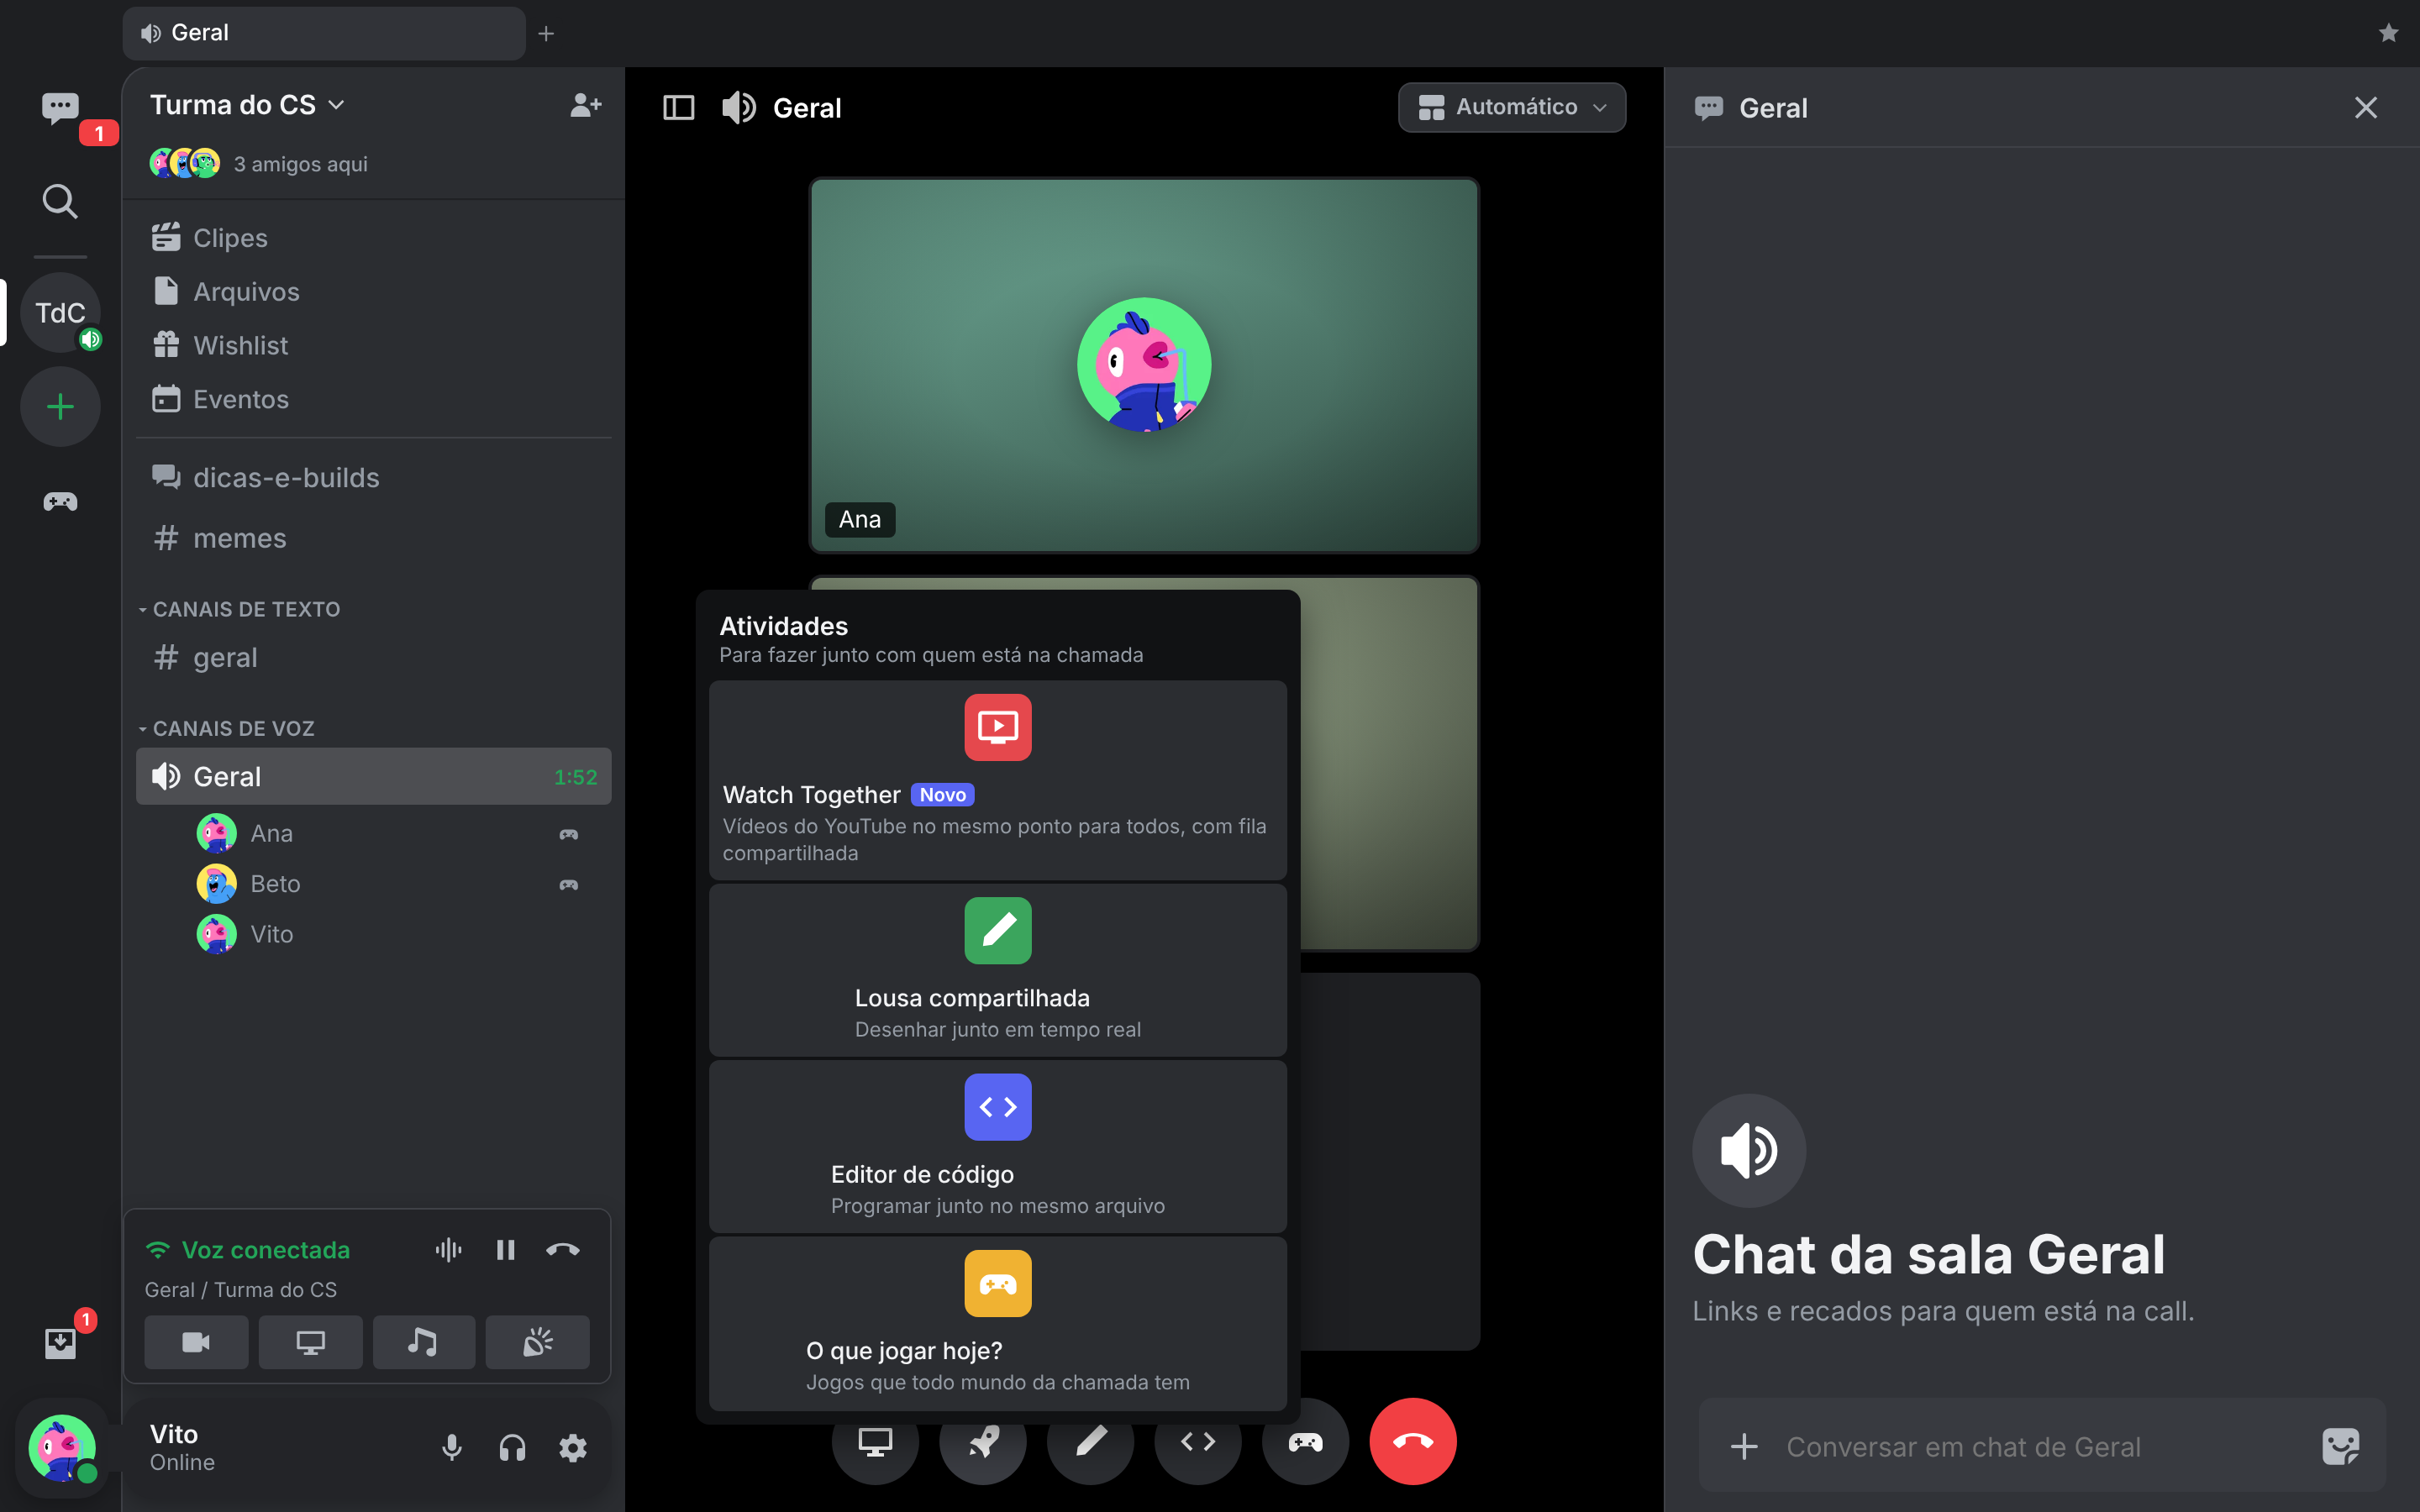 Geral
1
Turma do CS
3 amigos aqui
TdC
Clipes
Arquivos
Wishlist
Eventos
dicas-e-builds
memes
CANAIS DE TEXTO
geral
CANAIS DE VOZ
Geral 1:52
Ana
Beto
Vito
Voz conectada
Geral / Turma do CS
1
Vito
Online
Geral
Automático
Ana
Atividades
Para fazer junto com quem está na chamada
Watch Together Novo
Vídeos do YouTube no mesmo ponto para todos, com fila
compartilhada
Lousa compartilhada
Desenhar junto em tempo real
Editor de código
Programar junto no mesmo arquivo
O que jogar hoje?
Jogos que todo mundo da chamada tem
Geral
Chat da sala Geral
Links e recados para quem está na call.
Conversar em chat de Geral